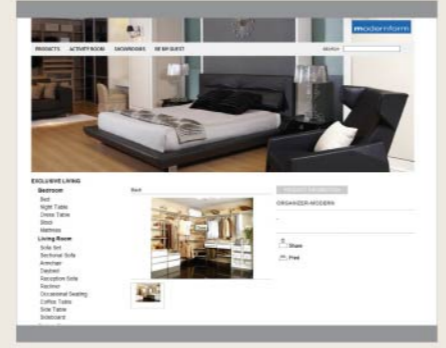 modernform
PRODUCTS ACTIVITY ROOM SHOWROOMS BE MY GUEST
SEARCH
EXCLUSIVE LIVING
Bedroom
Bed
Night Table
Dress Table
Stool
Mattress
Living Room
Sofa Set
Sectional Sofa
Armchair
Daybed
Reception Sofa
Recliner
Occasional Seating
Coffee Table
Side Table
Sideboard
Back
PRODUCT INFORMATION
ORGANIZER-MODERN
-
Share
Print